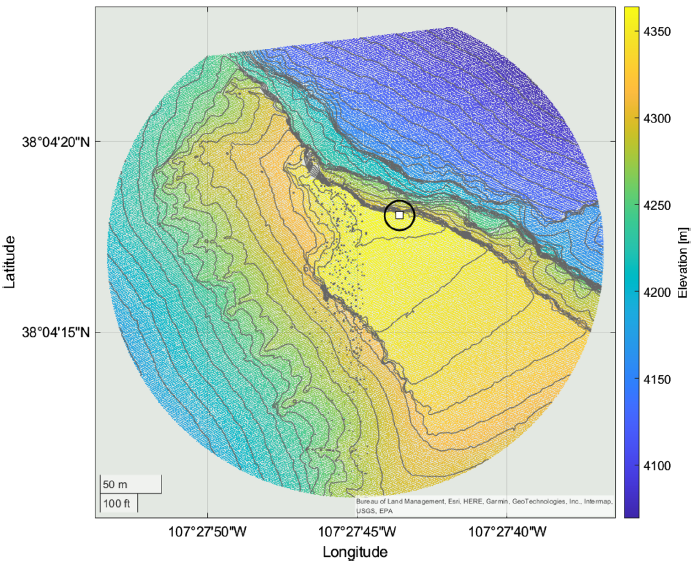 4350
4300
4250
4200
4150
4100
Elevation [m]
38°04'20"N
38°04'15"N
Latitude
50 m
100 ft
Bureau of Land Management, Esri, HERE, Garmin, GeoTechnologies, Inc., Intermap,
USGS, EPA
107°27'50"W
107°27'45"W
107°27'40"W
Longitude